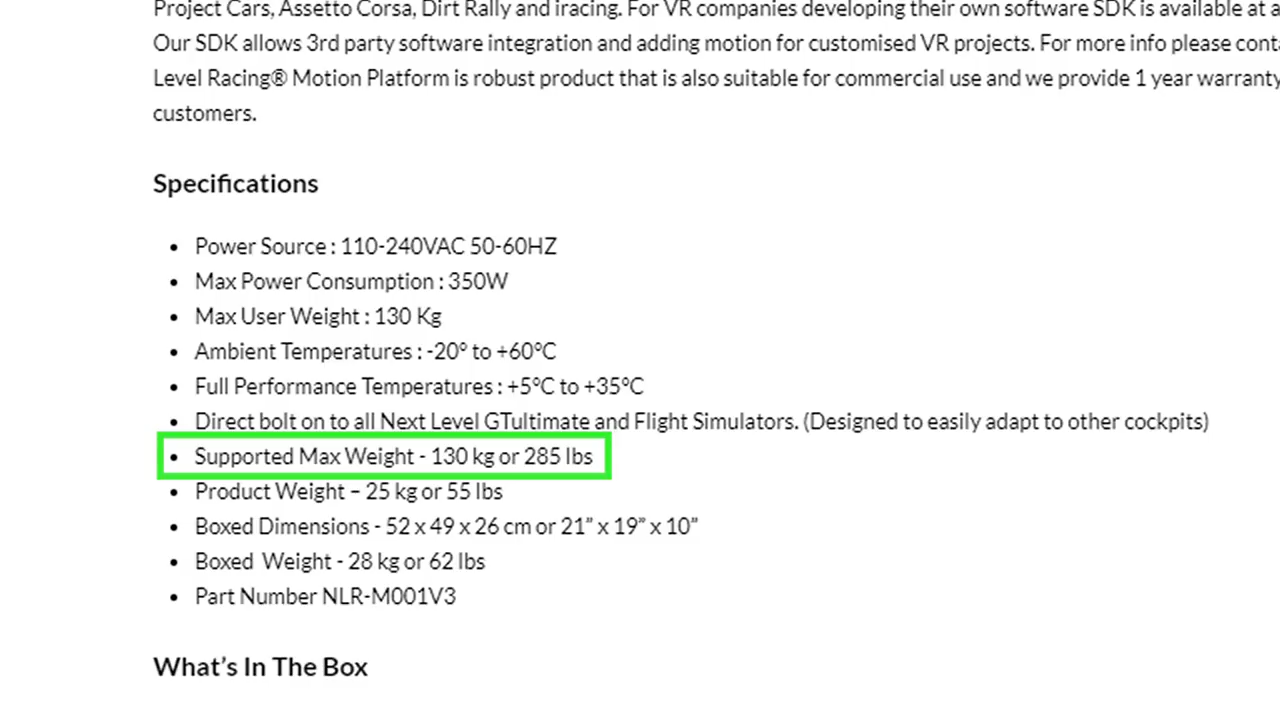 Project Cars, Assetto Corsa, Dirt Rally and iracing. For VR companies developing their own software SDK is available at a
Our SDK allows 3rd party software integration and adding motion for customised VR projects. For more info please cont
Level Racing® Motion Platform is robust product that is also suitable for commercial use and we provide 1 year warranty
customers.
Specifications
• Power Source : 110-240VAC 50-60HZ
• Max Power Consumption : 350W
• Max User Weight : 130 Kg
• Ambient Temperatures : -20° to +60°C
• Full Performance Temperatures : +5°C to +35°C
• Direct bolt on to all Next Level GTultimate and Flight Simulators. (Designed to easily adapt to other cockpits)
• Supported Max Weight - 130 kg or 285 lbs
• Product Weight – 25 kg or 55 lbs
• Boxed Dimensions - 52 x 49 x 26 cm or 21” x 19” x 10”
• Boxed  Weight - 28 kg or 62 lbs
• Part Number NLR-M001V3
What’s In The Box